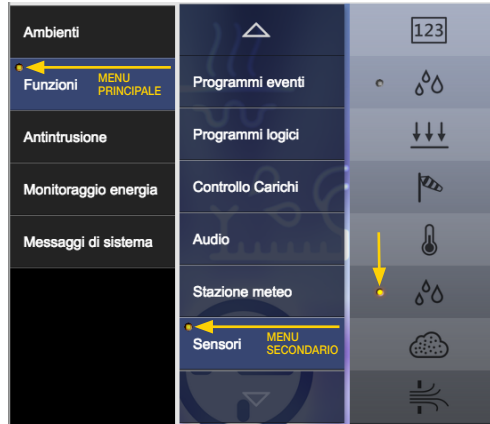 Ambienti
Funzioni
MENU
PRINCIPALE
Antintrusione
Monitoraggio energia
Messaggi di sistema
Programmi eventi
Programmi logici
Controllo Carichi
Audio
Stazione meteo
Sensori
MENU
SECONDARIO
123